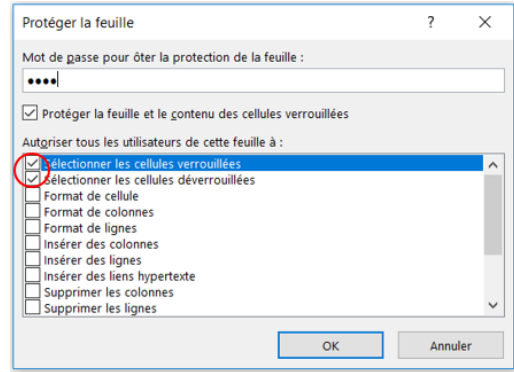 Protéger la feuille ? ×
Mot de passe pour ôter la protection de la feuille :
••••
Protéger la feuille et le contenu des cellules verrouillées
Autoriser tous les utilisateurs de cette feuille à :
Sélectionner les cellules verrouillées
Sélectionner les cellules déverrouillées
Format de cellule
Format de colonnes
Format de lignes
Insérer des colonnes
Insérer des lignes
Insérer des liens hypertexte
Supprimer les colonnes
Supprimer les lignes
OK Annuler